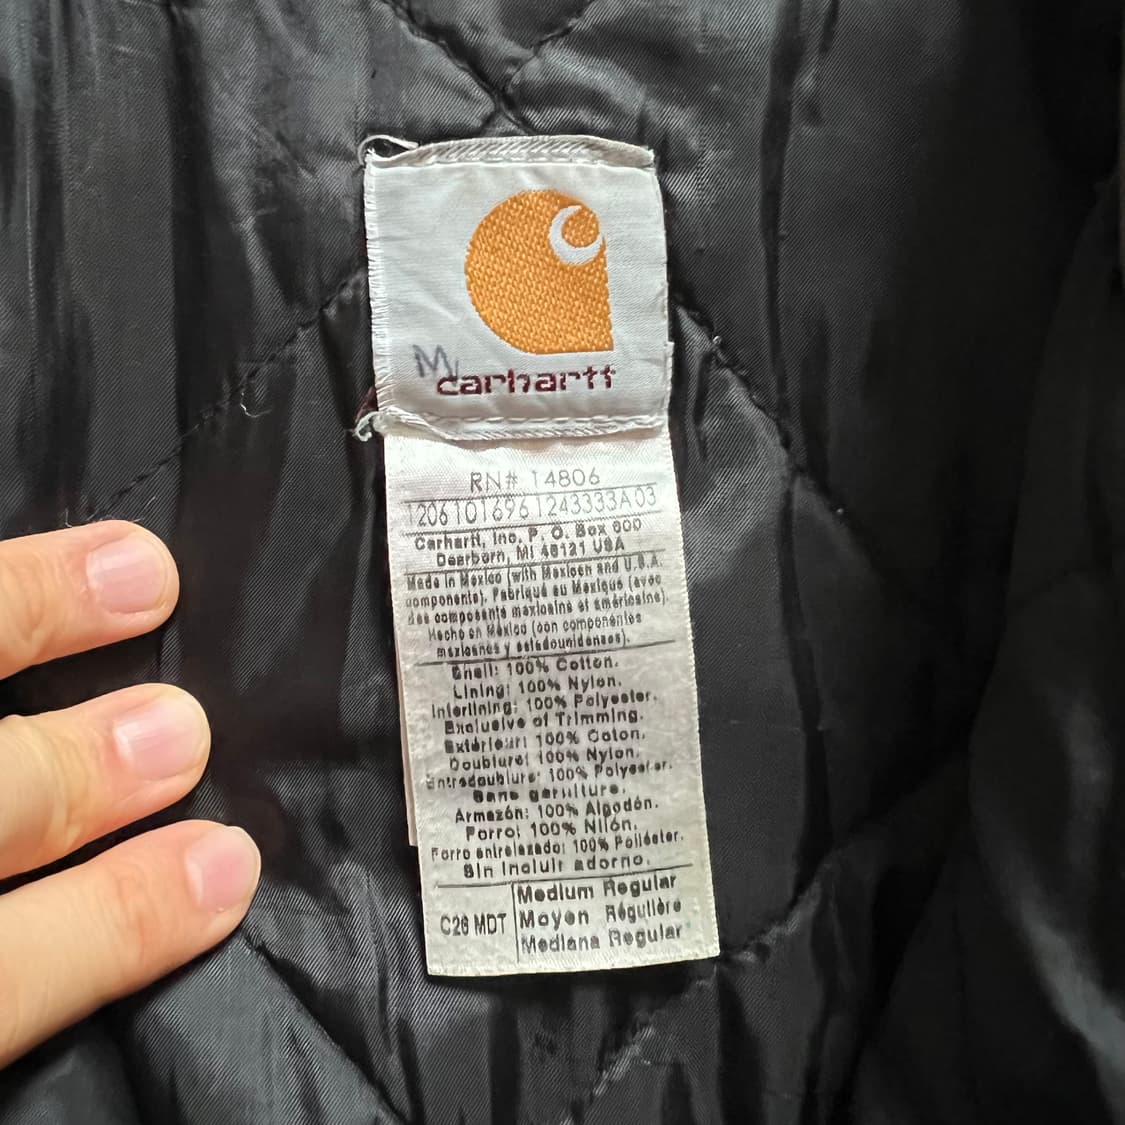 M
carhartt
RN# 14806
12061016961243333A03
Carhartt, Inc. P. O. Box 600
Dearborn, MI 48121 USA
Made in Mexico (with Mexican and U.S.A.
components). Fabriqué au Mexique (avec
des composants mexicains et américains).
Hecho en México (con componentes
mexicanos y estadounidenses).
Shell: 100% Cotton.
Lining: 100% Nylon.
Interlining: 100% Polyester.
Exclusive of Trimming.
Extérieur: 100% Coton.
Doublure: 100% Nylon.
Entredoublure: 100% Polyester.
Sans garniture.
Armazón: 100% Algodón.
Forro: 100% Nilón.
Forro entrelazado: 100% Poliéster.
Sin incluir adorno.
C26 MDT
Medium Regular
Moyen Régulière
Mediana Regular